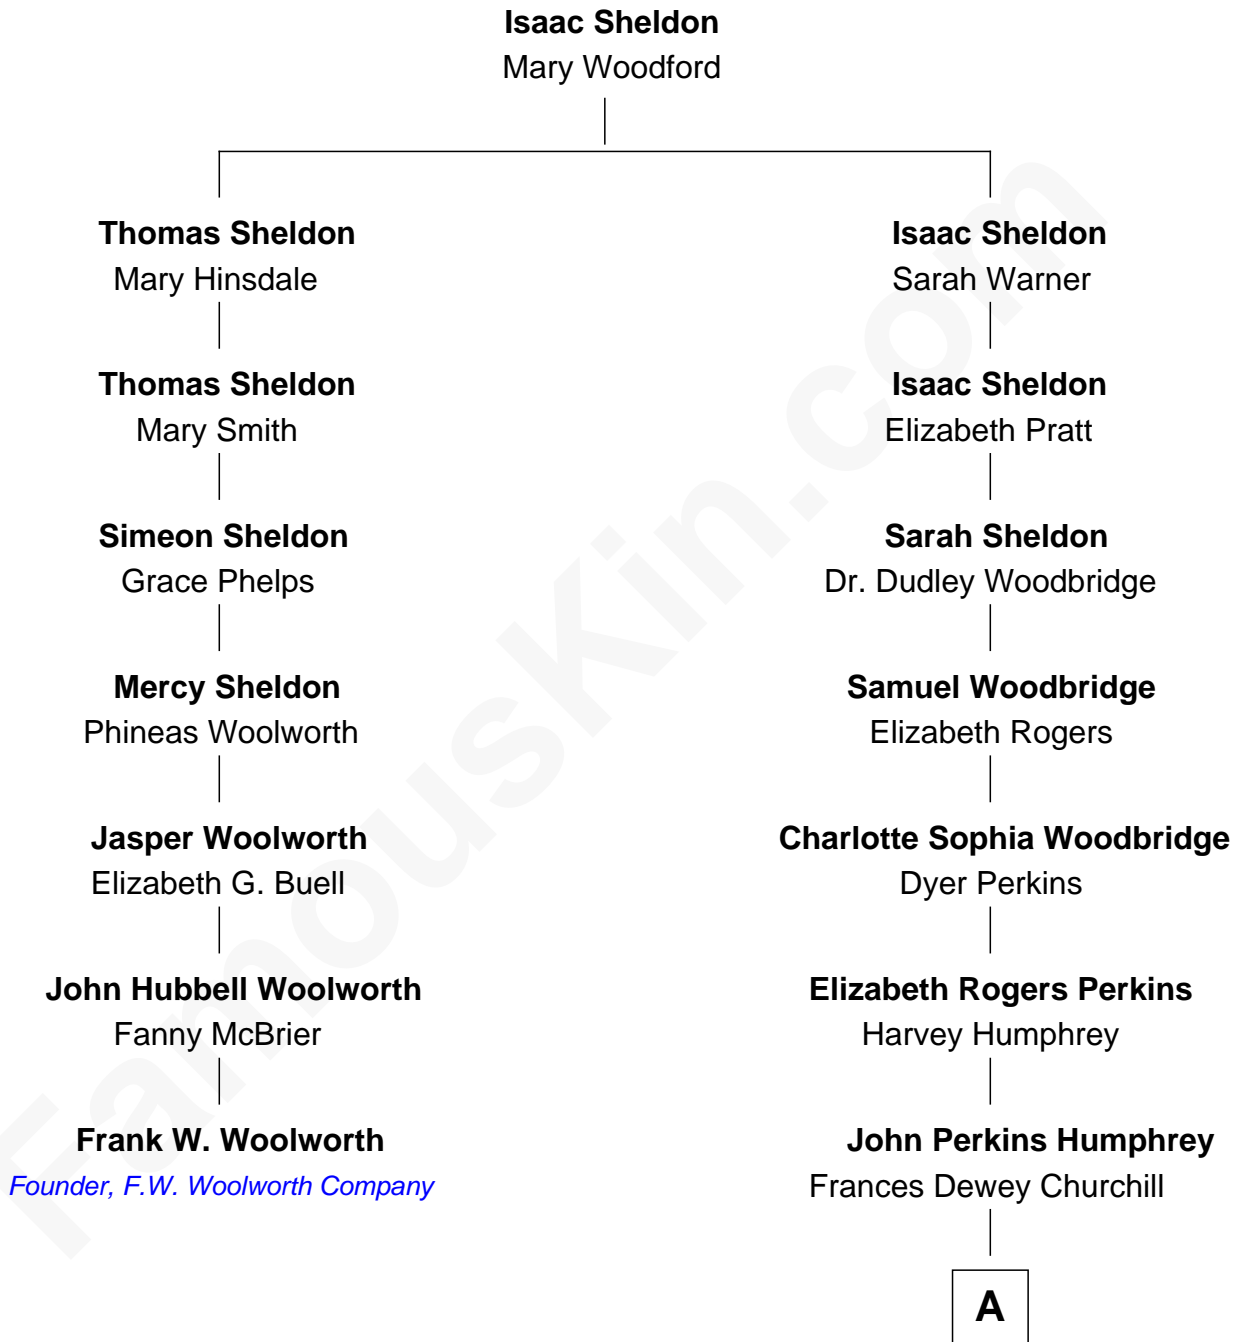 Isaac Sheldon
Mary Woodford
Thomas Sheldon
Mary Hinsdale
Isaac Sheldon
Sarah Warner
Thomas Sheldon
Mary Smith
Isaac Sheldon
Elizabeth Pratt
Simeon Sheldon
Grace Phelps
Sarah Sheldon
Dr. Dudley Woodbridge
Mercy Sheldon
Phineas Woolworth
Samuel Woodbridge
Elizabeth Rogers
Jasper Woolworth
Elizabeth G. Buell
Charlotte Sophia Woodbridge
Dyer Perkins
John Hubbell Woolworth
Fanny McBrier
Elizabeth Rogers Perkins
Harvey Humphrey
Frank W. Woolworth
Founder, F.W. Woolworth Company
John Perkins Humphrey
Frances Dewey Churchill
A
FamousKin.com